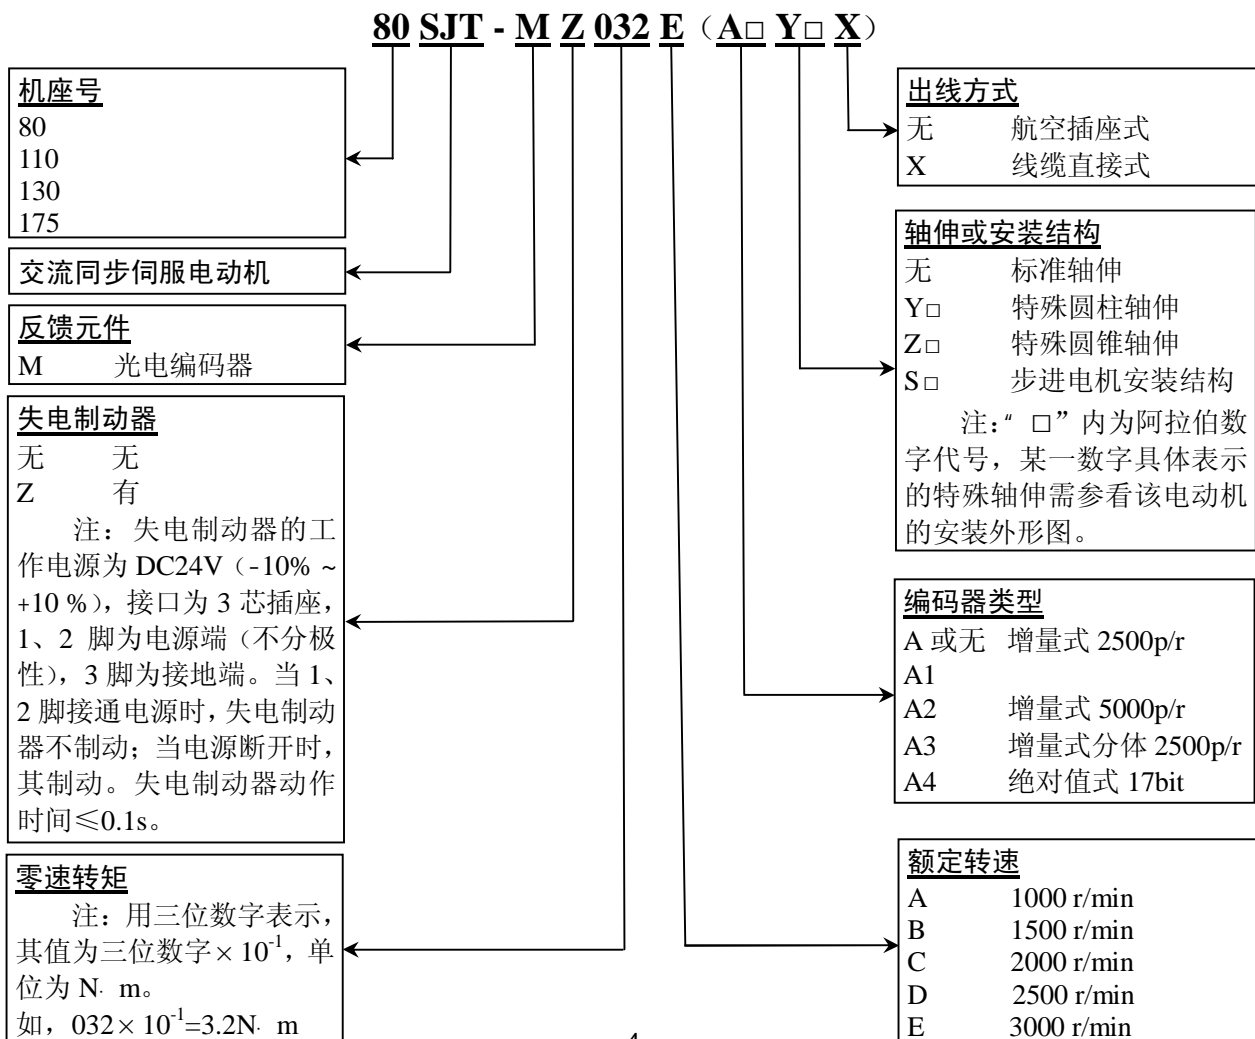 80 SJT - M Z 032 E （A□ Y□ X）
机座号
80
110
130
175
交流同步伺服电动机
反馈元件
M 光电编码器
失电制动器
无 无
Z 有
注：失电制动器的工
作电源为 DC24V（-10% ~
+10 %），接口为 3 芯插座，
1、2 脚为电源端（不分极
性），3 脚为接地端。当 1、
2 脚接通电源时，失电制动
器不制动；当电源断开时，
其制动。失电制动器动作
时间≤0.1s。
零速转矩
注：用三位数字表示，
其值为三位数字×10⁻¹，单
位为 N· m。
如，032×10⁻¹=3.2N· m
出线方式
无 航空插座式
X 线缆直接式
轴伸或安装结构
无 标准轴伸
Y□ 特殊圆柱轴伸
Z□ 特殊圆锥轴伸
S□ 步进电机安装结构
注：“ □”内为阿拉伯数
字代号，某一数字具体表示
的特殊轴伸需参看该电动机
的安装外形图。
编码器类型
A 或无 增量式 2500p/r
A1
A2 增量式 5000p/r
A3 增量式分体 2500p/r
A4 绝对值式 17bit
额定转速
A 1000 r/min
B 1500 r/min
C 2000 r/min
D 2500 r/min
E 3000 r/min